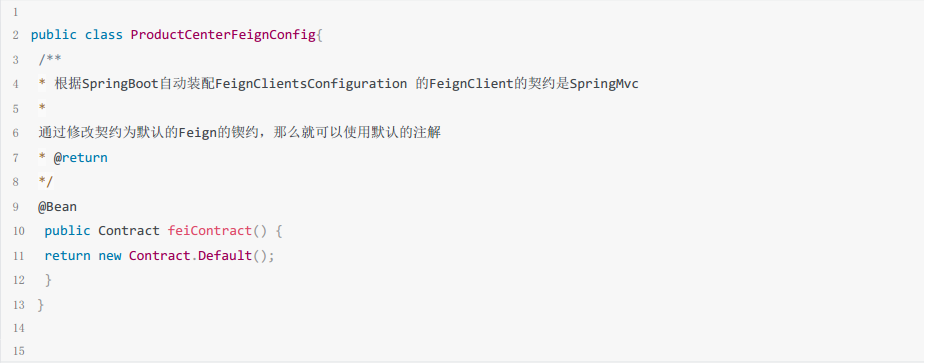 1
2 public class ProductCenterFeignConfig{
3 /**
4 * 根据SpringBoot自动装配FeignClientsConfiguration 的FeignClient的契约是SpringMvc
5 *
6 通过修改契约为默认的Feign的锲约，那么就可以使用默认的注解
7 * @return
8 */
9 @Bean
10 public Contract feiContract() {
11 return new Contract.Default();
12 }
13 }
14
15